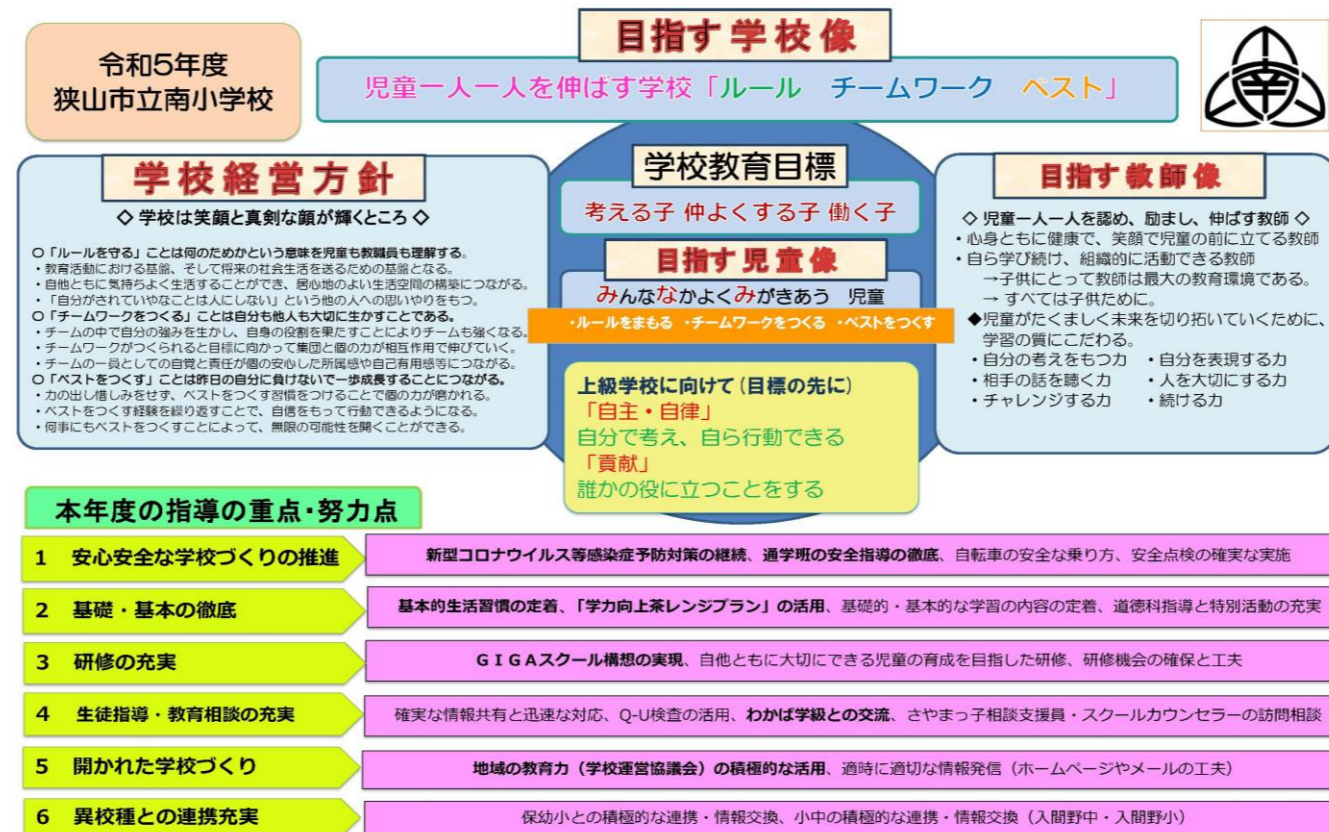 令和5年度
狭山市立南小学校
目指す学校像
児童一人一人を伸ばす学校「ルール チームワーク ベスト」
学校経営方針
◇ 学校は笑顔と真剣な顔が輝くところ ◇
○「ルールを守る」ことは何のためかという意味を児童も教職員も理解する。
・教育活動における基盤、そして将来の社会生活を送るための基盤となる。
・自他ともに気持ちよく生活することができ、居心地のよい生活空間の構築につながる。
・「自分がされていやなことは人にしない」という他の人への思いやりをもつ。
○「チームワークをつくる」ことは自分も他人も大切に生かすことである。
・チームの中で自分の強みを生かし、自身の役割を果たすことによりチームも強くなる。
・チームワークがつくられると目標に向かって集団と個の力が相互作用で伸びていく。
・チームの一員としての自覚と責任が個の安心した所属感や自己有用感等につながる。
○「ベストをつくす」ことは昨日の自分に負けないで一歩成長することにつながる。
・力の出し惜しみをせず、ベストをつくす習慣をつけることで個の力が磨かれる。
・ベストをつくす経験を繰り返すことで、自信をもって行動できるようになる。
・何事にもベストをつくすことによって、無限の可能性を開くことができる。
学校教育目標
考える子 仲よくする子 働く子
目指す児童像
みんななかよくみがきあう 児童
・ルールをまもる ・チームワークをつくる ・ベストをつくす
上級学校に向けて(目標の先に)
「自主・自律」
自分で考え、自ら行動できる
「貢献」
誰かの役に立つことをする
目指す教師像
◇ 児童一人一人を認め、励まし、伸ばす教師 ◇
・心身ともに健康で、笑顔で児童の前に立てる教師
・自ら学び続け、組織的に活動できる教師
→子供にとって教師は最大の教育環境である。
→ すべては子供ために。
◆児童がたくましく未来を切り拓いていくために、
学習の質にこだわる。
・自分の考えをもつ力 ・自分を表現する力
・相手の話を聴く力 ・人を大切にする力
・チャレンジする力 ・続ける力
本年度の指導の重点・努力点
1 安心安全な学校づくりの推進
新型コロナウイルス等感染症予防対策の継続、通学班の安全指導の徹底、自転車の安全な乗り方、安全点検の確実な実施
2 基礎・基本の徹底
基本的生活習慣の定着、「学力向上茶レンジプラン」の活用、基礎的・基本的な学習の内容の定着、道徳科指導と特別活動の充実
3 研修の充実
GIGAスクール構想の実現、自他ともに大切にできる児童の育成を目指した研修、研修機会の確保と工夫
4 生徒指導・教育相談の充実
確実な情報共有と迅速な対応、Q-U検査の活用、わかば学級との交流、さやまっ子相談支援員・スクールカウンセラーの訪問相談
5 開かれた学校づくり
地域の教育力（学校運営協議会）の積極的な活用、適時に適切な情報発信（ホームページやメールの工夫）
6 異校種との連携充実
保幼小との積極的な連携・情報交換、小中の積極的な連携・情報交換（入間野中・入間野小）